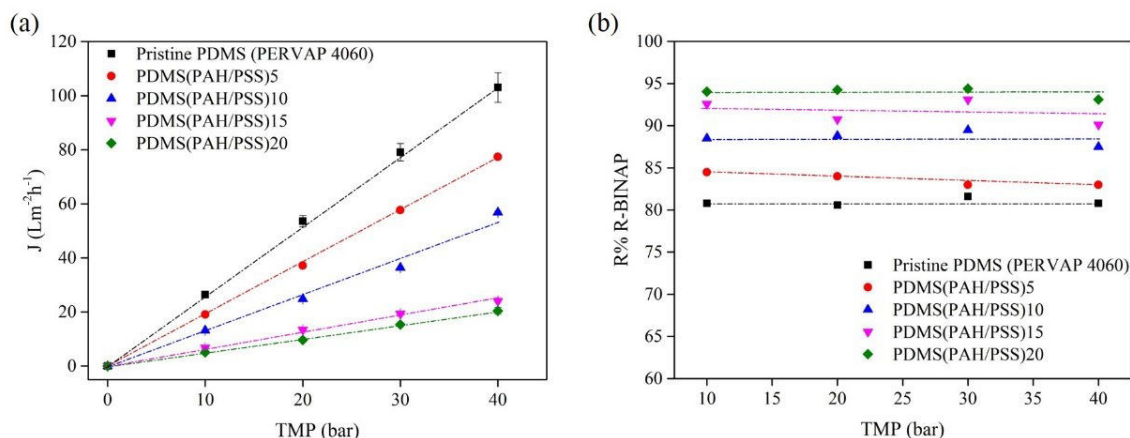 (a)
120
100
80
60
40
20
0
J (Lm⁻²h⁻¹)
Pristine PDMS (PERVAP 4060)
PDMS(PAH/PSS)5
PDMS(PAH/PSS)10
PDMS(PAH/PSS)15
PDMS(PAH/PSS)20
0 10 20 30 40
TMP (bar)
(b)
100
95
90
85
80
75
70
65
60
R% R-BINAP
Pristine PDMS (PERVAP 4060)
PDMS(PAH/PSS)5
PDMS(PAH/PSS)10
PDMS(PAH/PSS)15
PDMS(PAH/PSS)20
10 15 20 25 30 35 40
TMP (bar)